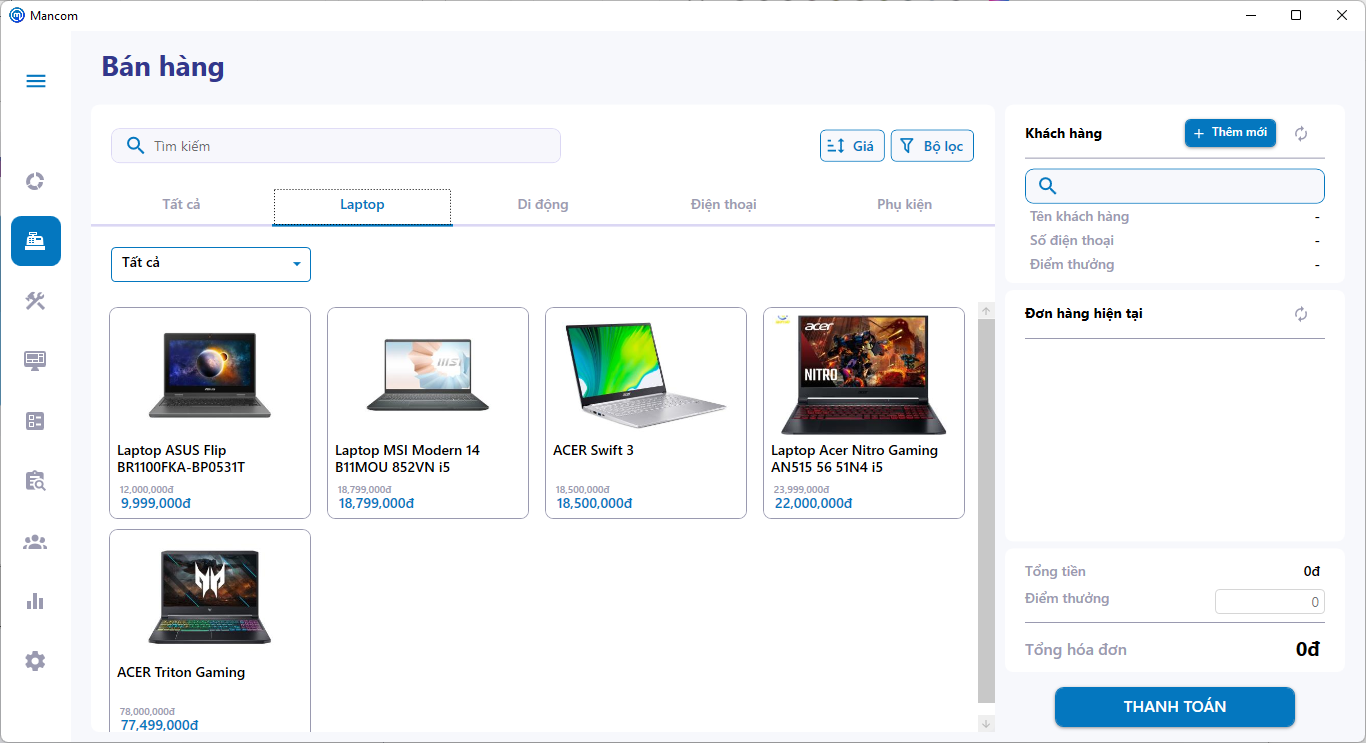 Mancom
Bán hàng
Tìm kiếm
Giá
Bộ lọc
Tất cả
Laptop
Di động
Điện thoại
Phụ kiện
Tất cả
Laptop ASUS Flip
BR1100FKA-BP0531T
12,000,000đ
9,999,000đ
msi
Laptop MSI Modern 14
B11MOU 852VN i5
18,799,000đ
18,799,000đ
ACER Swift 3
18,500,000đ
18,500,000đ
acer
NITRO
Laptop Acer Nitro Gaming
AN515 56 51N4 i5
23,999,000đ
22,000,000đ
ACER Triton Gaming
78,000,000đ
77,499,000đ
Khách hàng
Thêm mới
Tên khách hàng -
Số điện thoại -
Điểm thưởng -
Đơn hàng hiện tại
Tổng tiền 0đ
Điểm thưởng 0
Tổng hóa đơn 0đ
THANH TOÁN